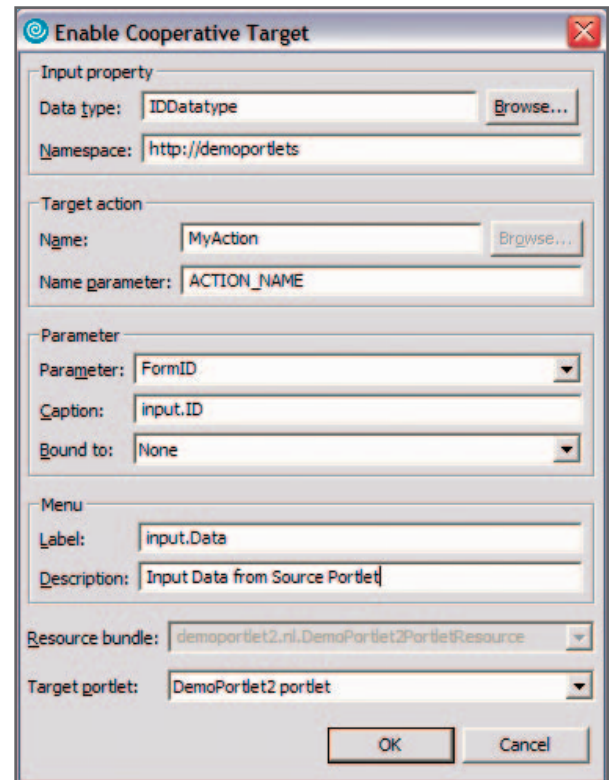 Enable Cooperative Target
Input property
Data type: IDDatatype Browse...
Namespace: http://demoportlets
Target action
Name: MyAction Browse...
Name parameter: ACTION_NAME
Parameter
Parameter: FormID
Caption: input.ID
Bound to: None
Menu
Label: input.Data
Description: Input Data from Source Portlet
Resource bundle: demoportlet2.nl.DemoPortlet2PortletResource
Target portlet: DemoPortlet2 portlet
OK Cancel